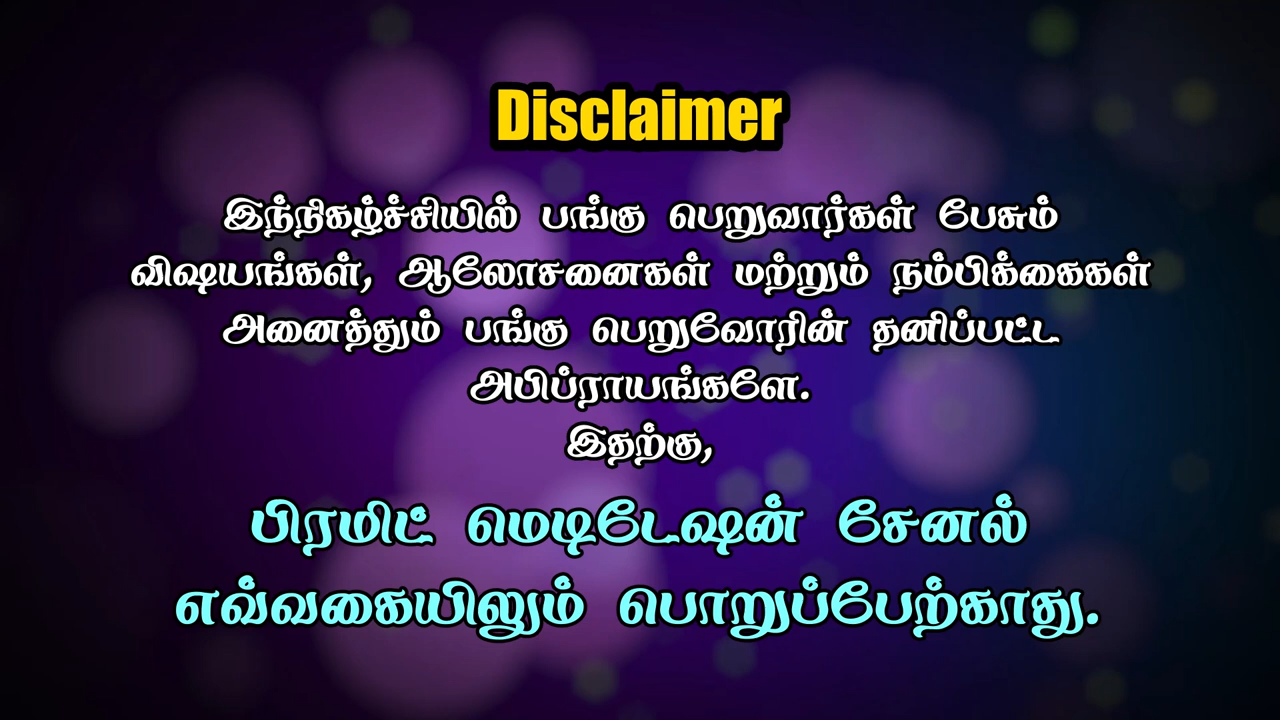 Disclaimer
இந்நிகழ்ச்சியில் பங்கு பெறுவார்கள் பேசும்
விஷயங்கள், ஆலோசனைகள் மற்றும் நம்பிக்கைகள்
அனைத்தும் பங்கு பெறுவோரின் தனிப்பட்ட
அபிப்ராயங்களே.
இதற்கு,
பிரமிட் மெடிடேஷன் சேனல்
எவ்வகையிலும் பொறுப்பேற்காது.